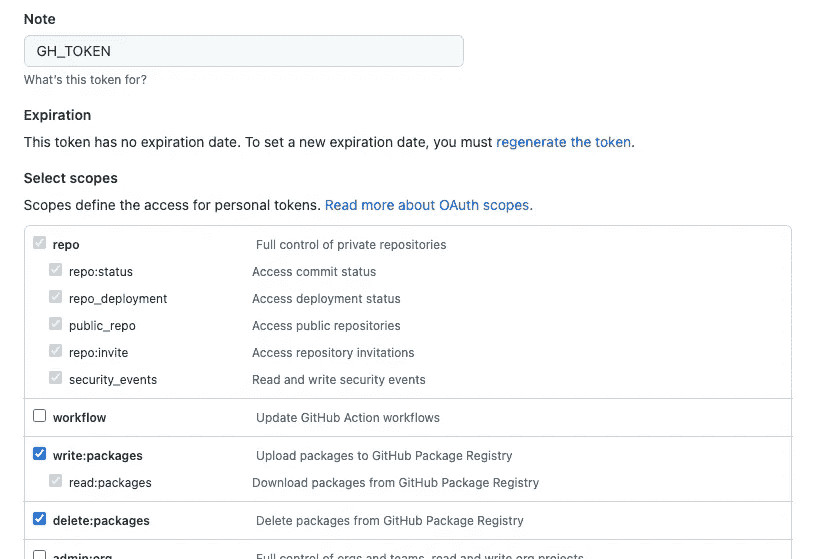 Note
GH_TOKEN
What's this token for?
Expiration
This token has no expiration date. To set a new expiration date, you must regenerate the token.
Select scopes
Scopes define the access for personal tokens. Read more about OAuth scopes.
repo Full control of private repositories
repo:status Access commit status
repo_deployment Access deployment status
public_repo Access public repositories
repo:invite Access repository invitations
security_events Read and write security events
workflow Update GitHub Action workflows
write:packages Upload packages to GitHub Package Registry
read:packages Download packages from GitHub Package Registry
delete:packages Delete packages from GitHub Package Registry
admin:org Full control of orgs and teams, read and write org projects